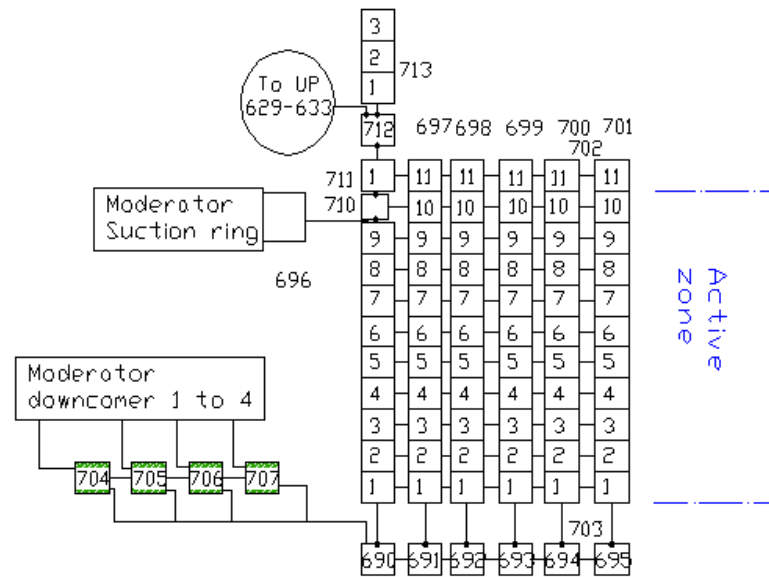 3
2
1
713
To UP
629-633
712
697 698 699 700 701
702
711 1 11 11 11 11 11
710 10 10 10 10 10
Moderator
Suction ring
9 9 9 9 9 9
696
8 8 8 8 8 8
7 7 7 7 7 7
6 6 6 6 6 6
5 5 5 5 5 5
4 4 4 4 4 4
3 3 3 3 3 3
2 2 2 2 2 2
1 1 1 1 1 1
Active
zone
Moderator
downcomer 1 to 4
704 705 706 707
703
690 691 692 693 694 695